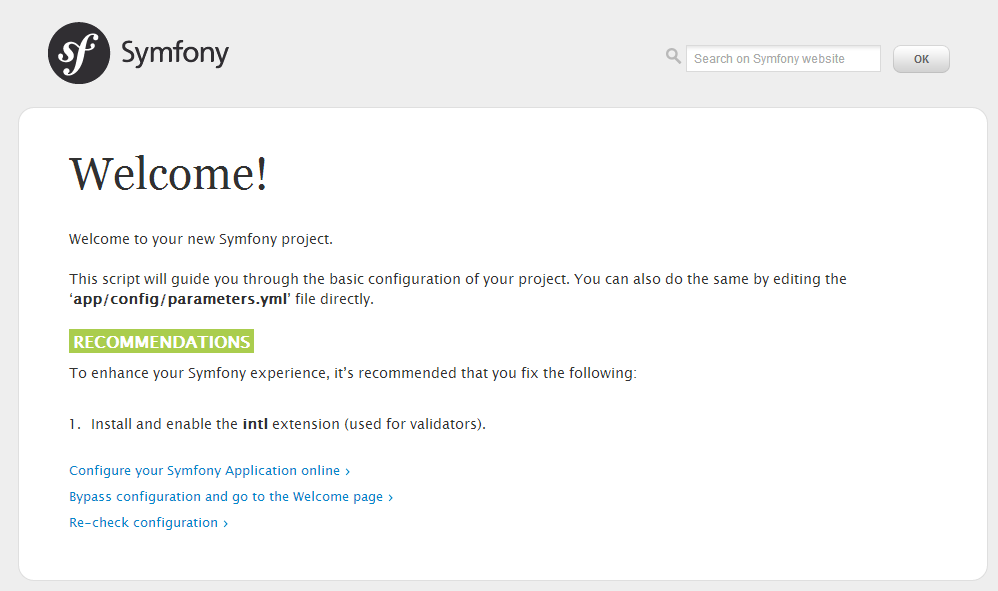 sf Symfony
Search on Symfony website
OK
Welcome!
Welcome to your new Symfony project.
This script will guide you through the basic configuration of your project. You can also do the same by editing the
‘app/config/parameters.yml’ file directly.
RECOMMENDATIONS
To enhance your Symfony experience, it’s recommended that you fix the following:
1. Install and enable the intl extension (used for validators).
Configure your Symfony Application online ›
Bypass configuration and go to the Welcome page ›
Re-check configuration ›